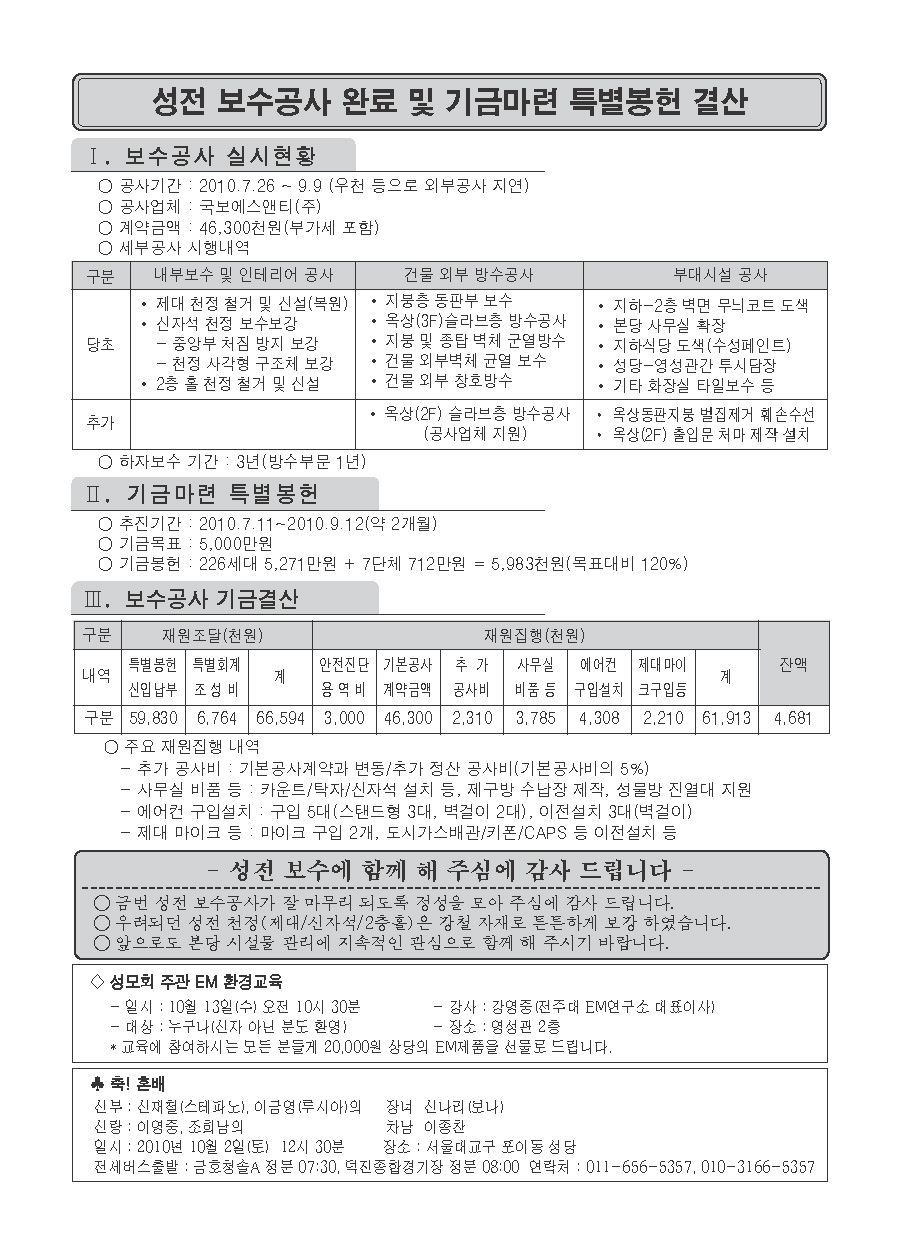 성전 보수공사 완료 및 기금마련 특별봉헌 결산
Ⅰ. 보수공사 실시현황
○ 공사기간 : 2010.7.26 ~ 9.9 (우천 등으로 외부공사 지연)
○ 공사업체 : 국보에스앤티(주)
○ 계약금액 : 46,300천원(부가세 포함)
○ 세부공사 시행내역
구분 내부보수 및 인테리어 공사 건물 외부 방수공사 부대시설 공사
당초
• 제대 천정 철거 및 신설(복원)
• 신자석 천정 보수보강
- 중앙부 처짐 방지 보강
- 천정 사각형 구조체 보강
• 2층 홀 천정 철거 및 신설
• 지붕층 동판부 보수
• 옥상(3F)슬라브층 방수공사
• 지붕 및 종탑 벽체 균열방수
• 건물 외부벽체 균열 보수
• 건물 외부 창호방수
• 지하-2층 벽면 무늬코트 도색
• 본당 사무실 확장
• 지하식당 도색(수성페인트)
• 성당-영성관간 투시담장
• 기타 화장실 타일보수 등
추가
• 옥상(2F) 슬라브층 방수공사
(공사업체 지원)
• 옥상동판지붕 벌집제거 훼손수선
• 옥상(2F) 출입문 처마 제작 설치
○ 하자보수 기간 : 3년(방수부문 1년)
Ⅱ. 기금마련 특별봉헌
○ 추진기간 : 2010.7.11~2010.9.12(약 2개월)
○ 기금목표 : 5,000만원
○ 기금봉헌 : 226세대 5,271만원 + 7단체 712만원 = 5,983천원(목표대비 120%)
Ⅲ. 보수공사 기금결산
구분 재원조달(천원) 재원집행(천원) 잔액
내역 특별봉헌 신입납부 특별회계 조 성 비 계 안전진단 용 역 비 기본공사 계약금액 추 가 공사비 사무실 비품 등 에어컨 구입설치 제대마이 크구입등 계
구분 59,830 6,764 66,594 3,000 46,300 2,310 3,785 4,308 2,210 61,913 4,681
○ 주요 재원집행 내역
- 추가 공사비 : 기본공사계약과 변동/추가 정산 공사비(기본공사비의 5%)
- 사무실 비품 등 : 카운트/탁자/신자석 설치 등, 제구방 수납장 제작, 성물방 진열대 지원
- 에어컨 구입설치 : 구입 5대(스탠드형 3대, 벽걸이 2대), 이전설치 3대(벽걸이)
- 제대 마이크 등 : 마이크 구입 2개, 도시가스배관/키폰/CAPS 등 이전설치 등
- 성전 보수에 함께 해 주심에 감사 드립니다 -
○ 금번 성전 보수공사가 잘 마무리 되도록 정성을 모아 주심에 감사 드립니다.
○ 우려되던 성전 천정(제대/신자석/2층홀)은 강철 자재로 튼튼하게 보강 하였습니다.
○ 앞으로도 본당 시설물 관리에 지속적인 관심으로 함께 해 주시기 바랍니다.
◇ 성모회 주관 EM 환경교육
- 일시 : 10월 13일(수) 오전 10시 30분 - 강사 : 강영중(전주대 EM연구소 대표이사)
- 대상 : 누구나(신자 아닌 분도 환영) - 장소 : 영성관 2층
* 교육에 참여하시는 모든 분들게 20,000원 상당의 EM제품을 선물로 드립니다.
♣ 축! 혼배
신부 : 신재철(스테파노), 이금영(루시아)의 장녀 신나리(보나)
신랑 : 이영중, 조희남의 차남 이종찬
일시 : 2010년 10월 2일(토) 12시 30분 장소 : 서울대교구 포이동 성당
전세버스출발 : 금호청솔A 정문 07:30, 덕진종합경기장 정문 08:00 연락처 : 011-656-5357, 010-3166-5357